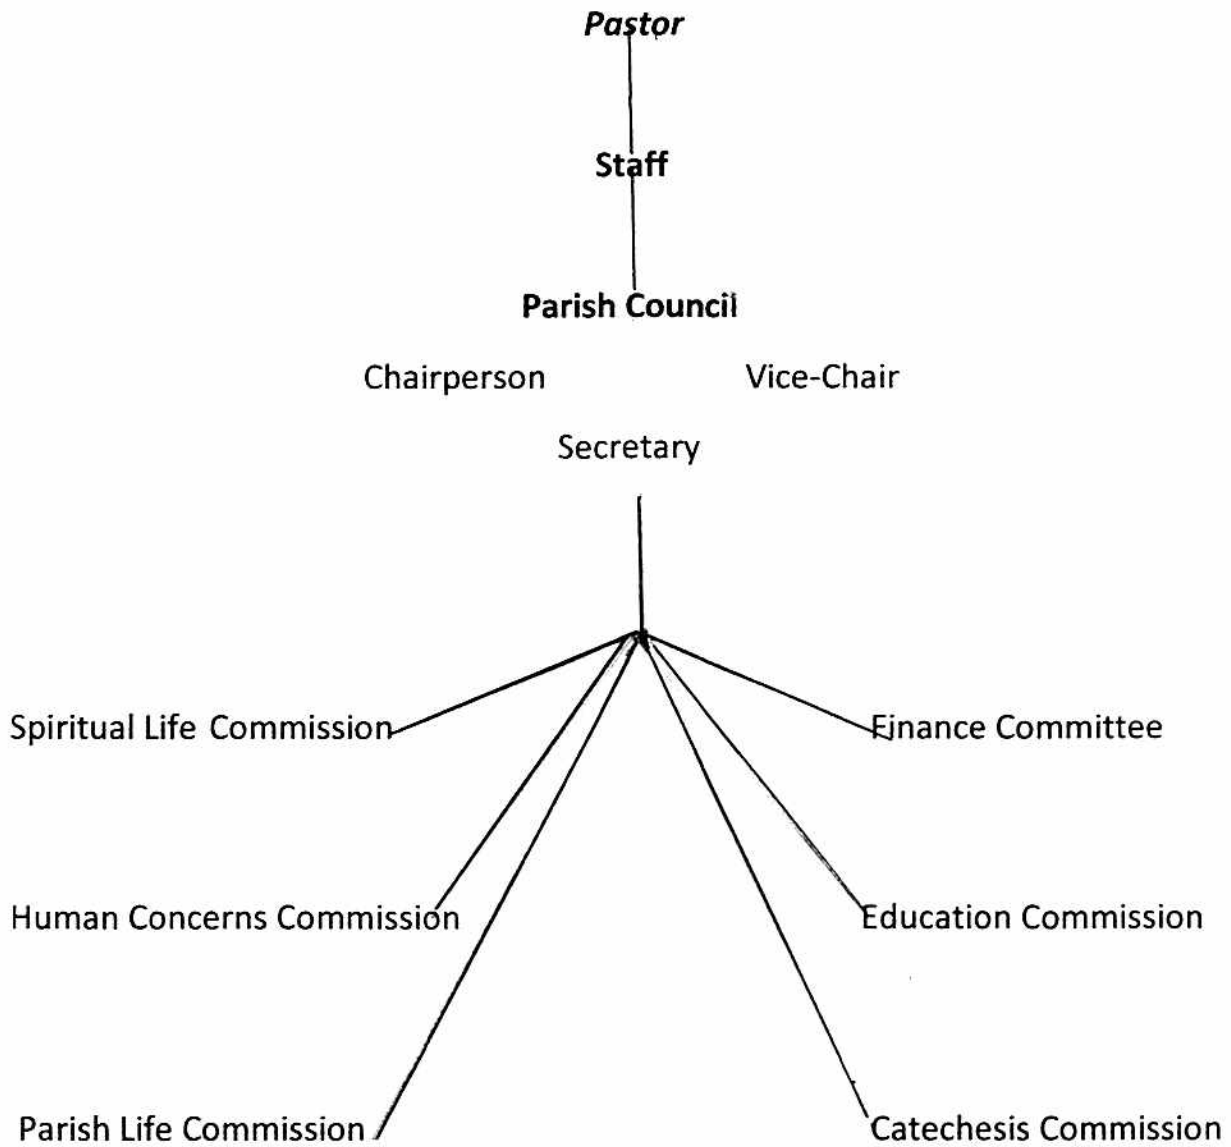 Pastor
Staff
Parish Council
Chairperson Vice-Chair
Secretary
Spiritual Life Commission Finance Committee
Human Concerns Commission Education Commission
Parish Life Commission Catechesis Commission